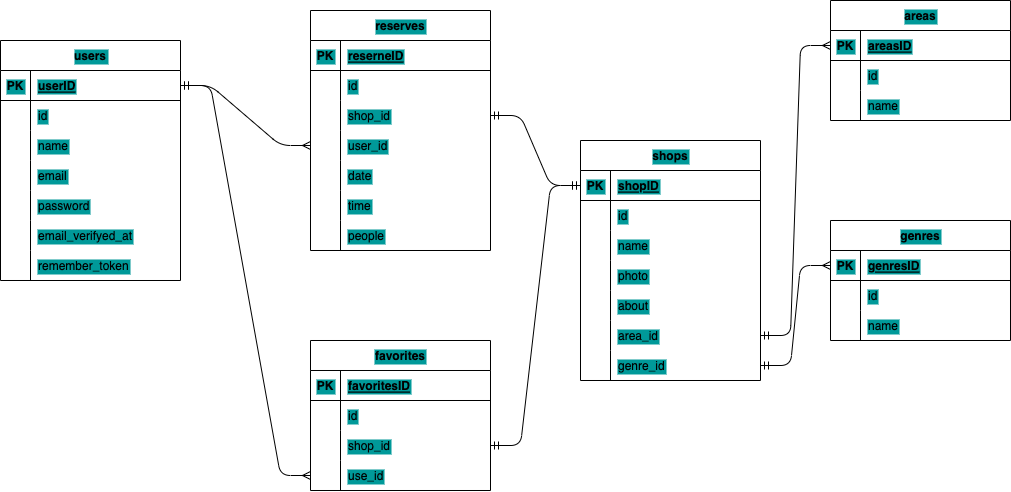 users
PK userID
id
name
email
password
email_verifyed_at
remember_token
reserves
PK reserneID
id
shop_id
user_id
date
time
people
favorites
PK favoritesID
id
shop_id
use_id
shops
PK shopID
id
name
photo
about
area_id
genre_id
areas
PK areasID
id
name
genres
PK genresID
id
name